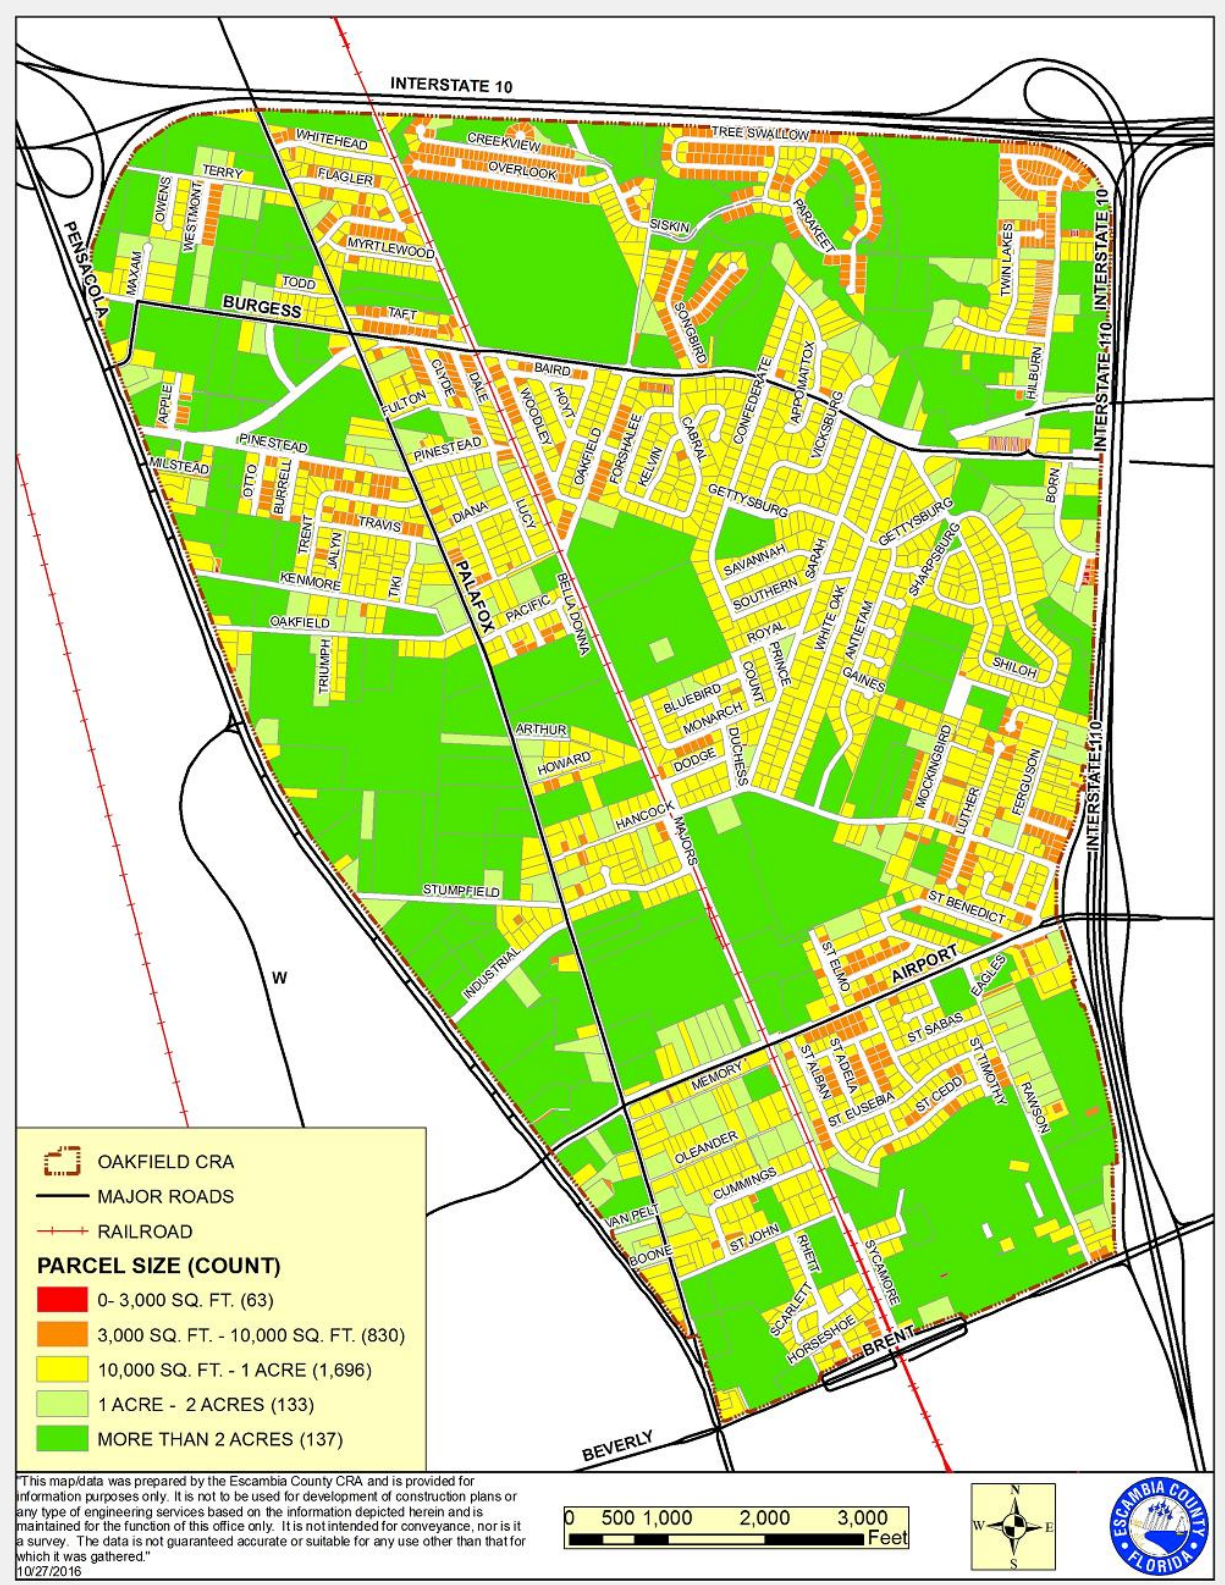 INTERSTATE 10
WHITEHEAD
CREEKVIEW
TREE SWALLOW
TERRY
FLAGLER
OVERLOOK
OWENS
WESTMONT
PARAKEET
SISKIN
INTERSTATE 10
PENSACOLA
MYRTLEWOOD
TWIN LAKES
MAXAM
TODD
BURGESS
TAFT
SONGBIRD
INTERSTATE 110
BAIRD
CLYDE
DALE
HILBURN
CONFEDERATE
APPOMATTOX
APPLE
FULTON
WOODLEY
HOYT
VICKSBURG
CABRAL
PINESTEAD
PINESTEAD
OAKFIELD
FORSHALEE
KELVIN
MILSTEAD
OTTO
BURRELL
BORN
GETTYSBURG
GETTYSBURG
DIANA
LUCY
TRENT
TRAVIS
JALYN
SAVANNAH
SARAH
SHARPSBURG
KENMORE
TIKI
PALAFOX
SOUTHERN
BELLA DONNA
PACIFIC
OAKFIELD
ROYAL
WHITE OAK
ANTIETAM
TRIUMPH
PRINCE
COUNT
SHILOH
GAINES
BLUEBIRD
MONARCH
ARTHUR
DUCHESS
INTERSTATE 110
HOWARD
DODGE
MOCKINGBIRD
FERGUSON
LUTHER
HANCOCK
MAJORS
STUMPFIELD
ST BENEDICT
INDUSTRIAL
ST ELMO
AIRPORT
EAGLES
W
ST SABAS
MEMORY
ST ALBAN
ST ADELA
ST TIMOTHY
RAWSON
ST CEDD
ST EUSEBIA
OLEANDER
CUMMINGS
VAN PELT
ST JOHN
BOONE
RHETT
SYCAMORE
SCARLETT
HORSESHOE
BRENT
BEVERLY
OAKFIELD CRA
MAJOR ROADS
RAILROAD
PARCEL SIZE (COUNT)
0- 3,000 SQ. FT. (63)
3,000 SQ. FT. - 10,000 SQ. FT. (830)
10,000 SQ. FT. - 1 ACRE (1,696)
1 ACRE - 2 ACRES (133)
MORE THAN 2 ACRES (137)
"This map/data was prepared by the Escambia County CRA and is provided for
information purposes only. It is not to be used for development of construction plans or
any type of engineering services based on the information depicted herein and is
maintained for the function of this office only. It is not intended for conveyance, nor is it
a survey. The data is not guaranteed accurate or suitable for any use other than that for
which it was gathered."
10/27/2016
0 500 1,000 2,000 3,000
Feet
N
W E
S
ESCAMBIA COUNTY
FLORIDA